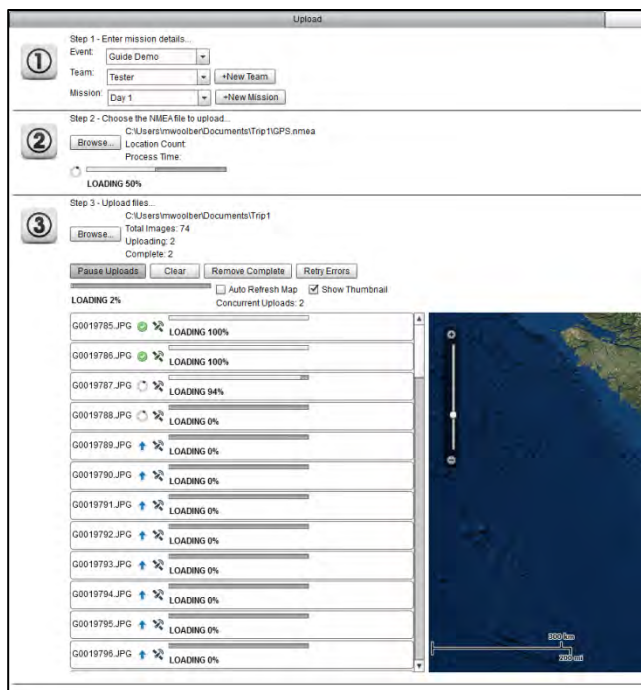 Upload
①
Step 1 - Enter mission details...
Event: Guide Demo
Team: Tester +New Team
Mission: Day 1 +New Mission
②
Step 2 - Choose the NMEA file to upload...
C:\Users\mwoolber\Documents\Trip1\GPS.nmea
Browse... Location Count:
Process Time:
LOADING 50%
③
Step 3 - Upload files...
C:\Users\mwoolber\Documents\Trip1
Browse... Total Images: 74
Uploading: 2
Complete: 2
Pause Uploads Clear Remove Complete Retry Errors
Auto Refresh Map Show Thumbnail
LOADING 2% Concurrent Uploads: 2
G0019785.JPG LOADING 100%
G0019786.JPG LOADING 100%
G0019787.JPG LOADING 94%
G0019788.JPG LOADING 0%
G0019789.JPG LOADING 0%
G0019790.JPG LOADING 0%
G0019791.JPG LOADING 0%
G0019792.JPG LOADING 0%
G0019793.JPG LOADING 0%
G0019794.JPG LOADING 0%
G0019795.JPG LOADING 0%
G0019796.JPG LOADING 0%
300 km
200 mi